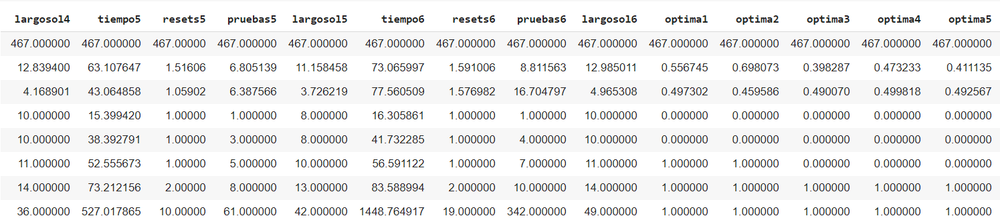 largosol4 tiempo5 resets5 pruebas5 largosol5 tiempo6 resets6 pruebas6 largosol6 optima1 optima2 optima3 optima4 optima5
467.000000 467.000000 467.00000 467.000000 467.000000 467.000000 467.000000 467.000000 467.000000 467.000000 467.000000 467.000000 467.000000 467.000000
12.839400 63.107647 1.51606 6.805139 11.158458 73.065997 1.591006 8.811563 12.985011 0.556745 0.698073 0.398287 0.473233 0.411135
4.168901 43.064858 1.05902 6.387566 3.726219 77.560509 1.576982 16.704797 4.965308 0.497302 0.459586 0.490070 0.499818 0.492567
10.000000 15.399420 1.00000 1.000000 8.000000 16.305861 1.000000 1.000000 10.000000 0.000000 0.000000 0.000000 0.000000 0.000000
10.000000 38.392791 1.00000 3.000000 8.000000 41.732285 1.000000 4.000000 10.000000 0.000000 0.000000 0.000000 0.000000 0.000000
11.000000 52.555673 1.00000 5.000000 10.000000 56.591122 1.000000 7.000000 11.000000 1.000000 1.000000 0.000000 0.000000 0.000000
14.000000 73.212156 2.00000 8.000000 13.000000 83.588994 2.000000 10.000000 14.000000 1.000000 1.000000 1.000000 1.000000 1.000000
36.000000 527.017865 10.00000 61.000000 42.000000 1448.764917 19.000000 342.000000 49.000000 1.000000 1.000000 1.000000 1.000000 1.000000